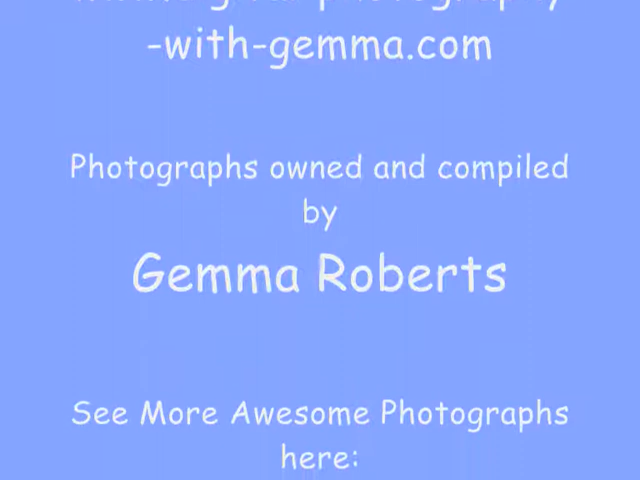 -with-gemma.com
Photographs owned and compiled
by
Gemma Roberts
See More Awesome Photographs
here: